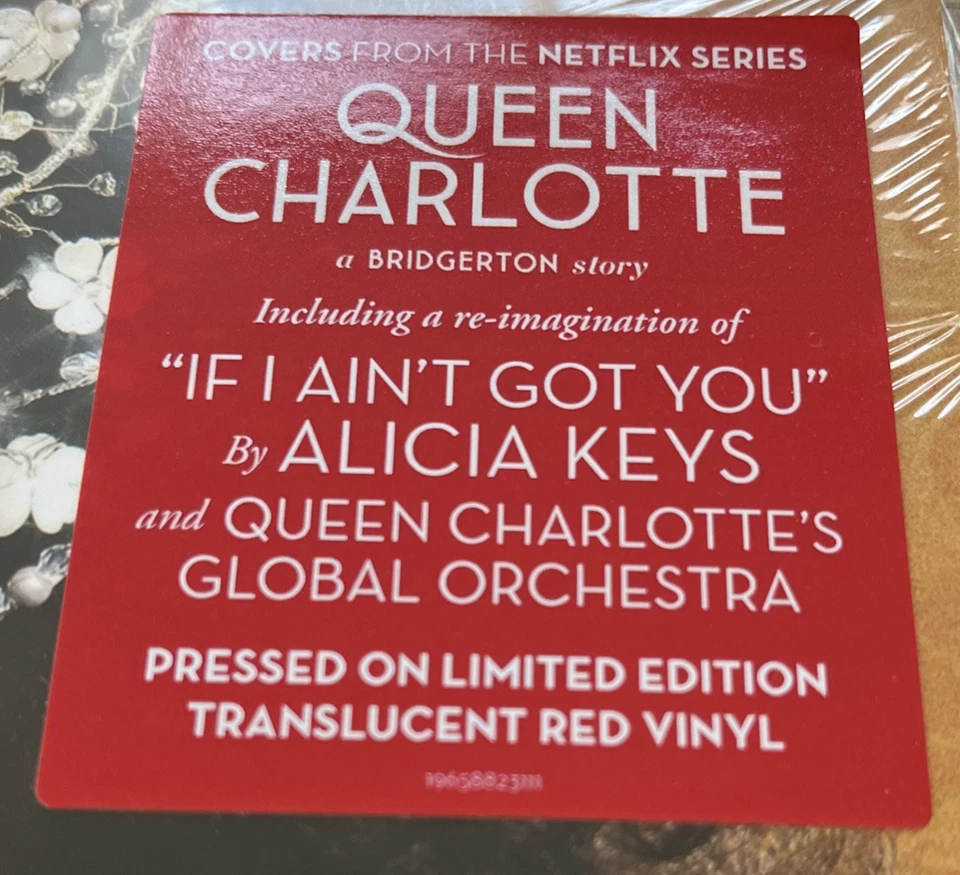 COVERS FROM THE NETFLIX SERIES
QUEEN
CHARLOTTE
a BRIDGERTON story
Including a re-imagination of
“IF I AIN’T GOT YOU”
By ALICIA KEYS
and QUEEN CHARLOTTE’S
GLOBAL ORCHESTRA
PRESSED ON LIMITED EDITION
TRANSLUCENT RED VINYL
19658823111